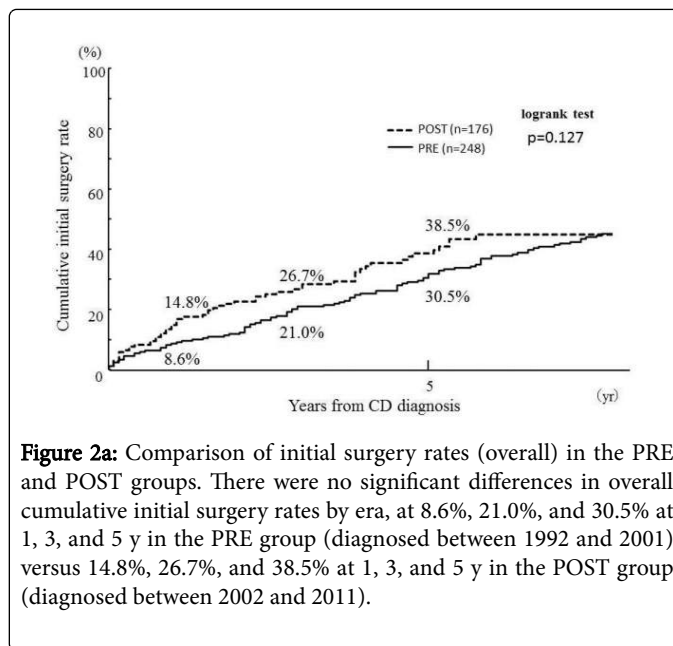 (%)
100
80
60
40
20
0
Cumulative initial surgery rate
POST (n=176)
PRE (n=248)
logrank test
p=0.127
14.8%
26.7%
38.5%
8.6%
21.0%
30.5%
5
Years from CD diagnosis
(yr)
Figure 2a: Comparison of initial surgery rates (overall) in the PRE
and POST groups. There were no significant differences in overall
cumulative initial surgery rates by era, at 8.6%, 21.0%, and 30.5% at
1, 3, and 5 y in the PRE group (diagnosed between 1992 and 2001)
versus 14.8%, 26.7%, and 38.5% at 1, 3, and 5 y in the POST group
(diagnosed between 2002 and 2011).